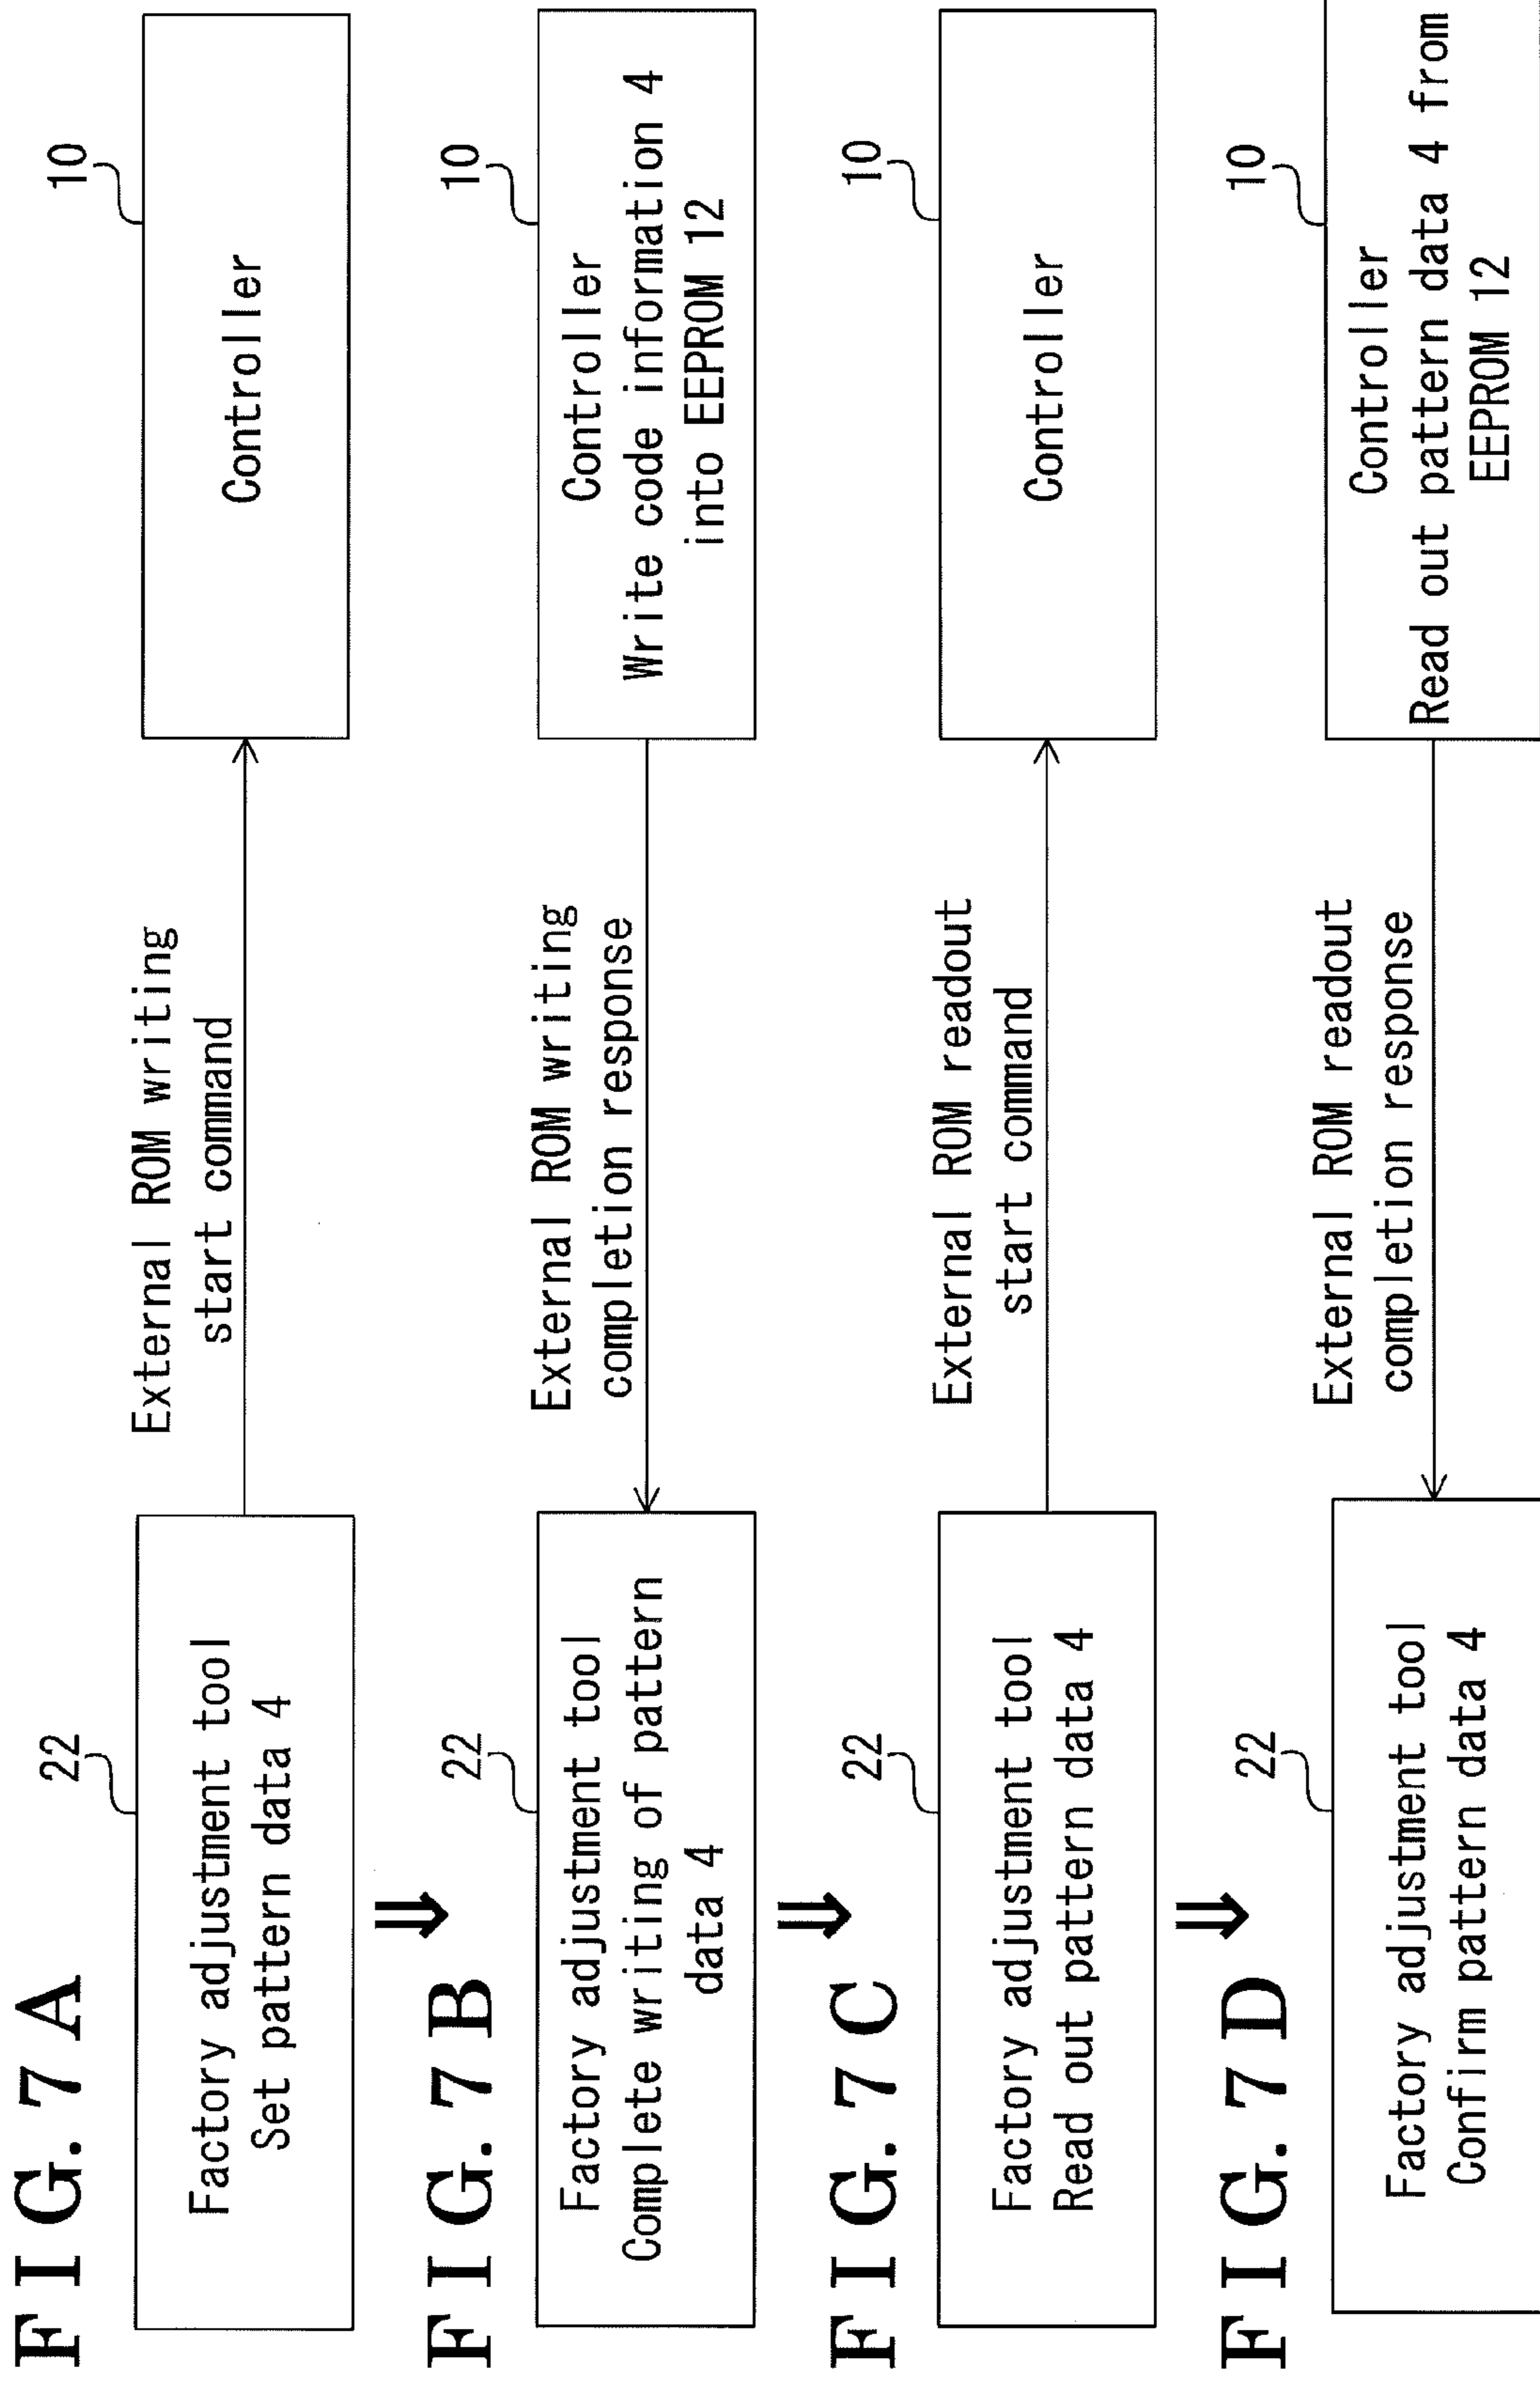 FIG. 7A
22
Factory adjustment tool
Set pattern data 4
External ROM writing
start command
10
Controller
⇒
FIG. 7B
22
Factory adjustment tool
Complete writing of pattern
data 4
External ROM writing
completion response
10
Controller
Write code information 4
into EEPROM 12
⇒
FIG. 7C
22
Factory adjustment tool
Read out pattern data 4
External ROM readout
start command
10
Controller
⇒
FIG. 7D
22
Factory adjustment tool
Confirm pattern data 4
External ROM readout
completion response
10
Controller
Read out pattern data 4 from
EEPROM 12